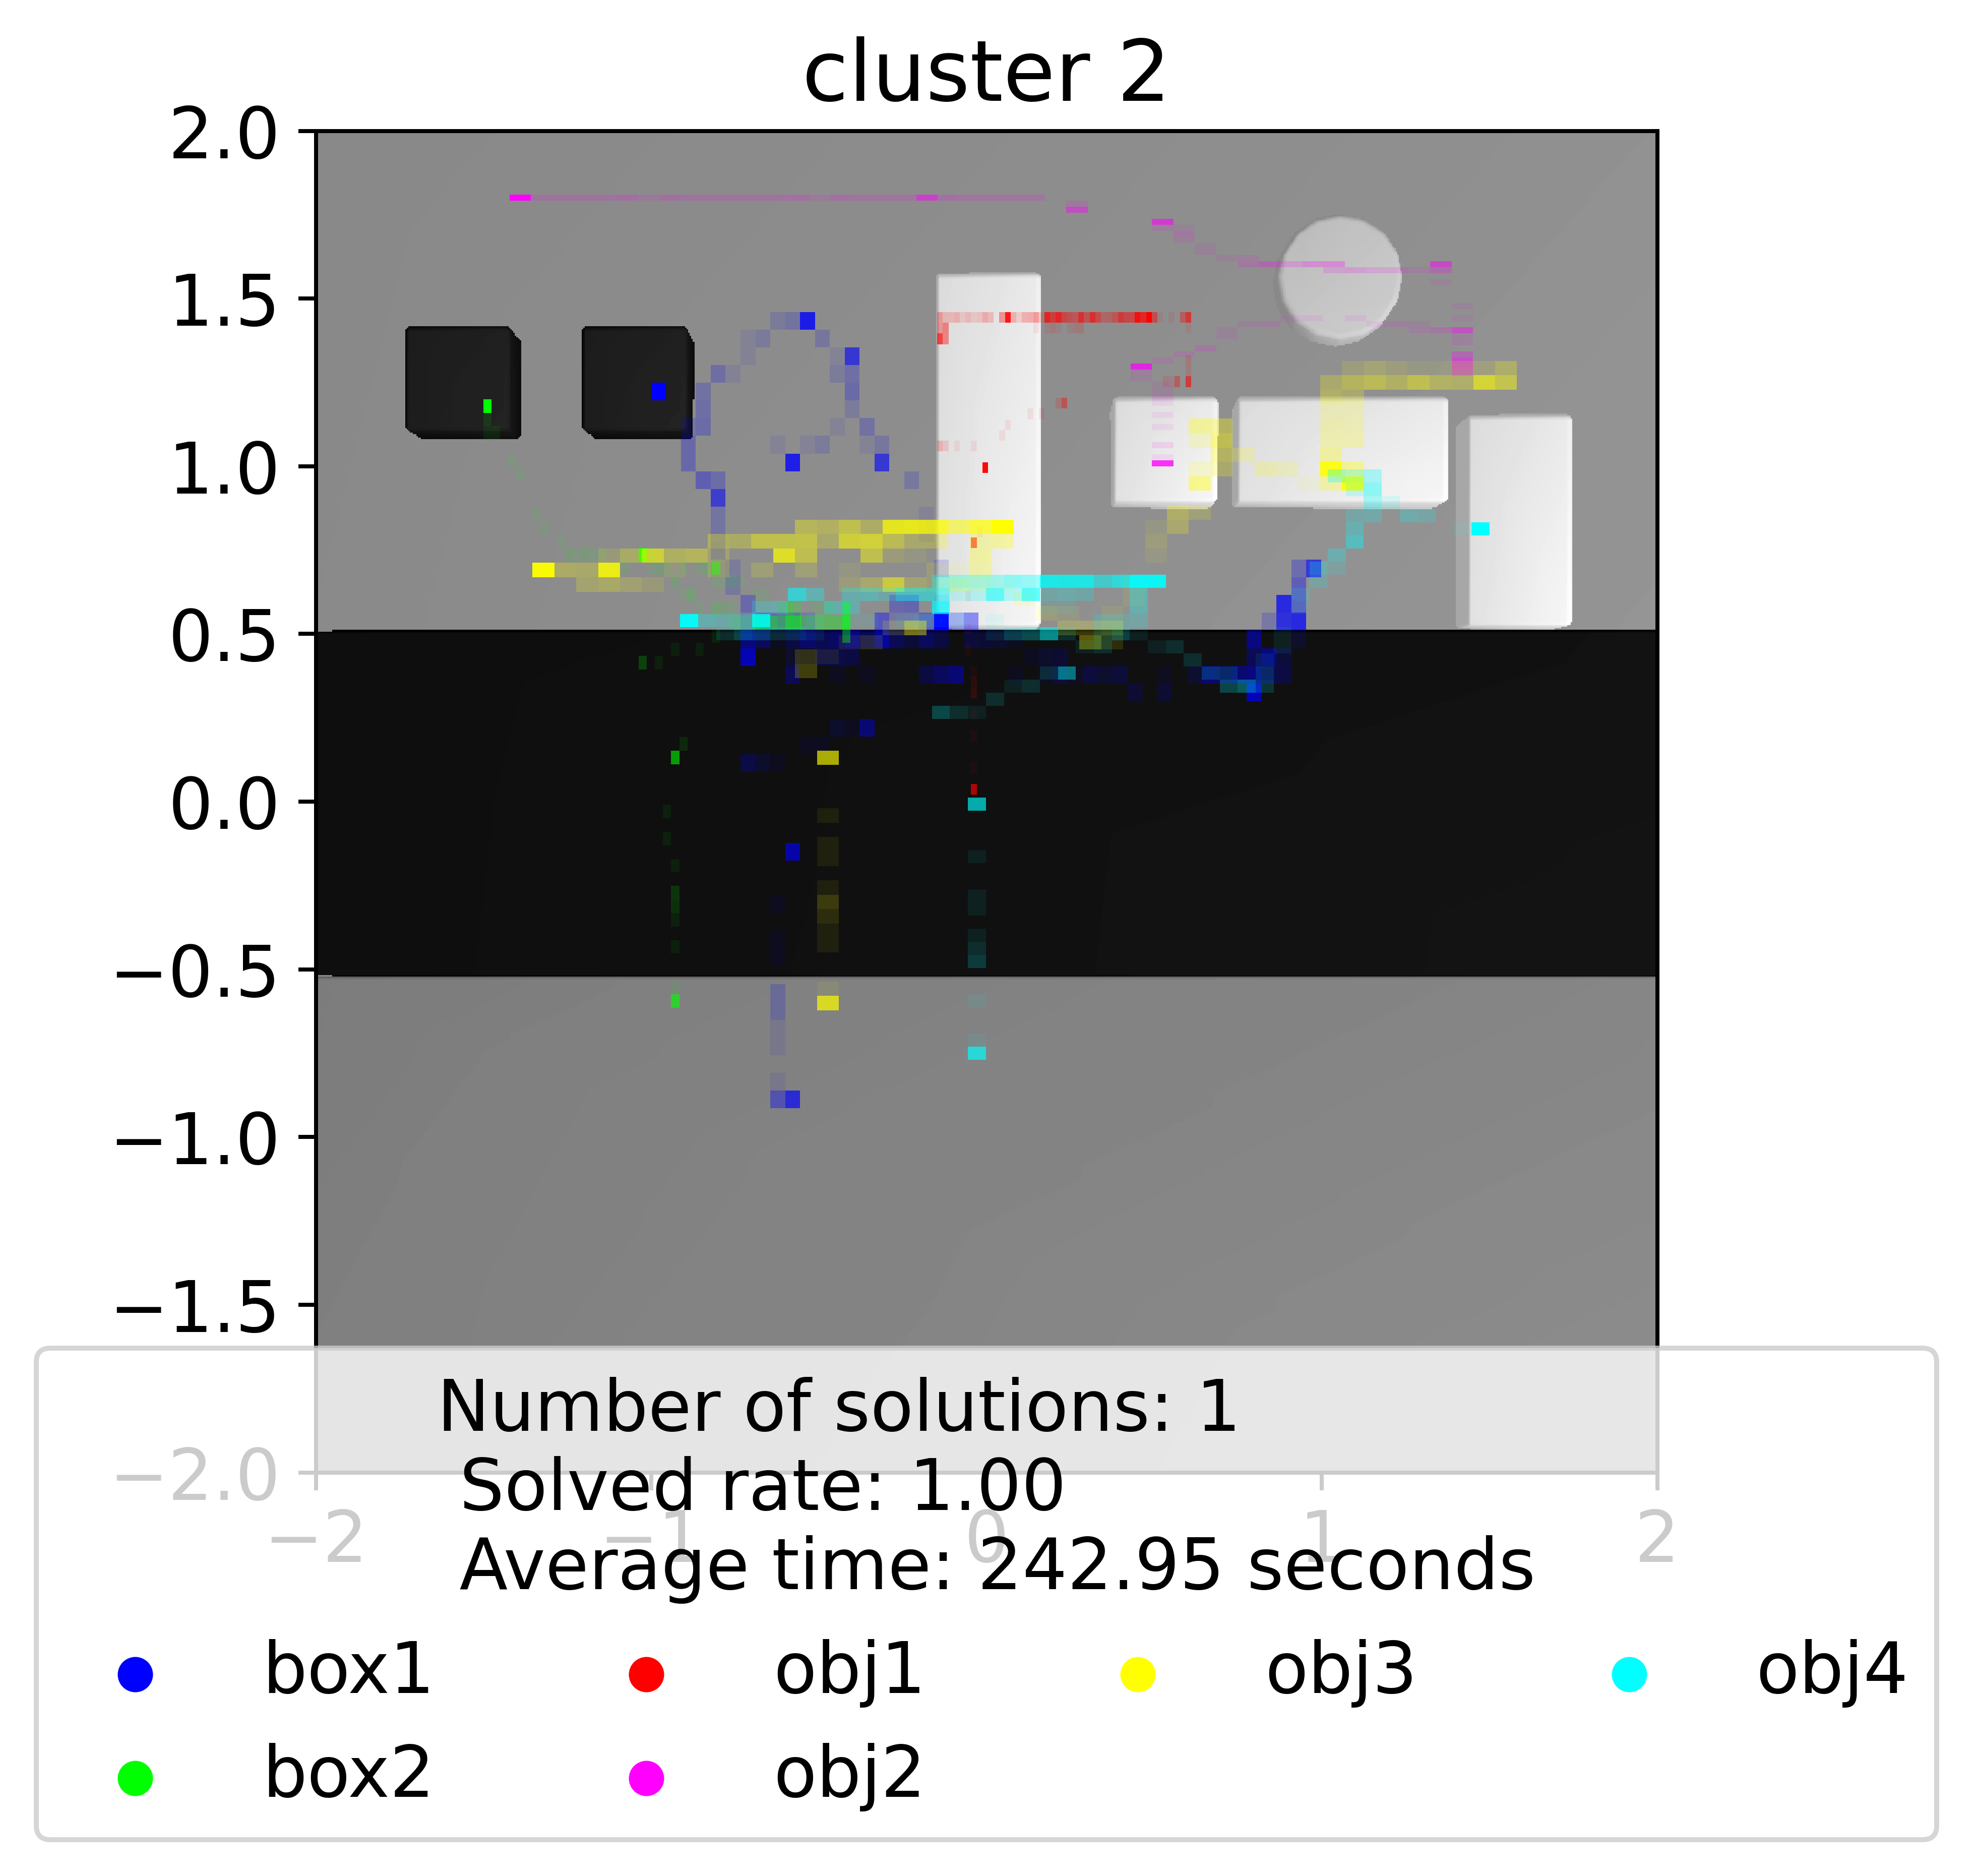 cluster 2
2.0
1.5
1.0
0.5
0.0
−0.5
−1.0
−1.5
−2.0
−2 −1 0 1 2
Number of solutions: 1
Solved rate: 1.00
Average time: 242.95 seconds
box1 obj1 obj3 obj4
box2 obj2